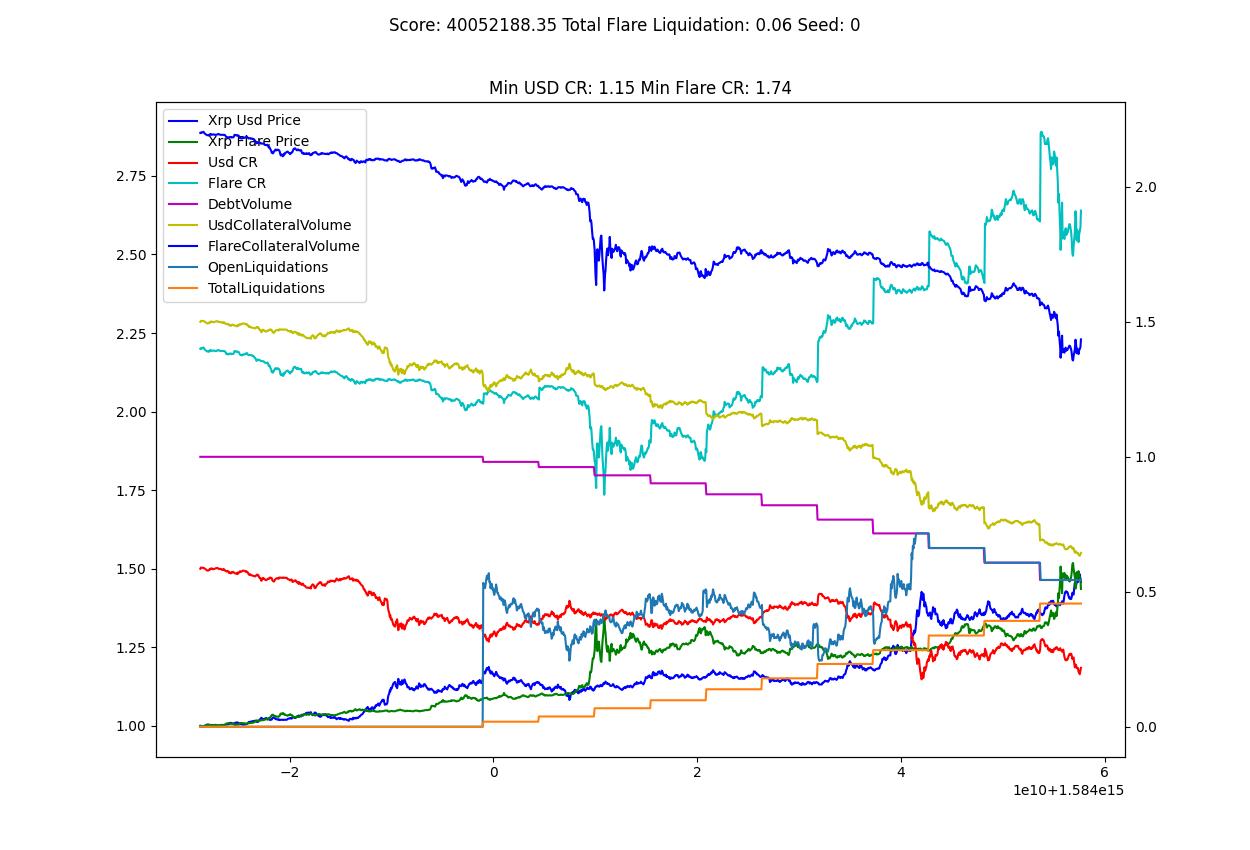 Score: 40052188.35 Total Flare Liquidation: 0.06 Seed: 0
Min USD CR: 1.15 Min Flare CR: 1.74
Xrp Usd Price
Xrp Flare Price
Usd CR
Flare CR
DebtVolume
UsdCollateralVolume
FlareCollateralVolume
OpenLiquidations
TotalLiquidations
2.75
2.50
2.25
2.00
1.75
1.50
1.25
1.00
2.0
1.5
1.0
0.5
0.0
−2
0
2
4
6
1e10+1.584e15